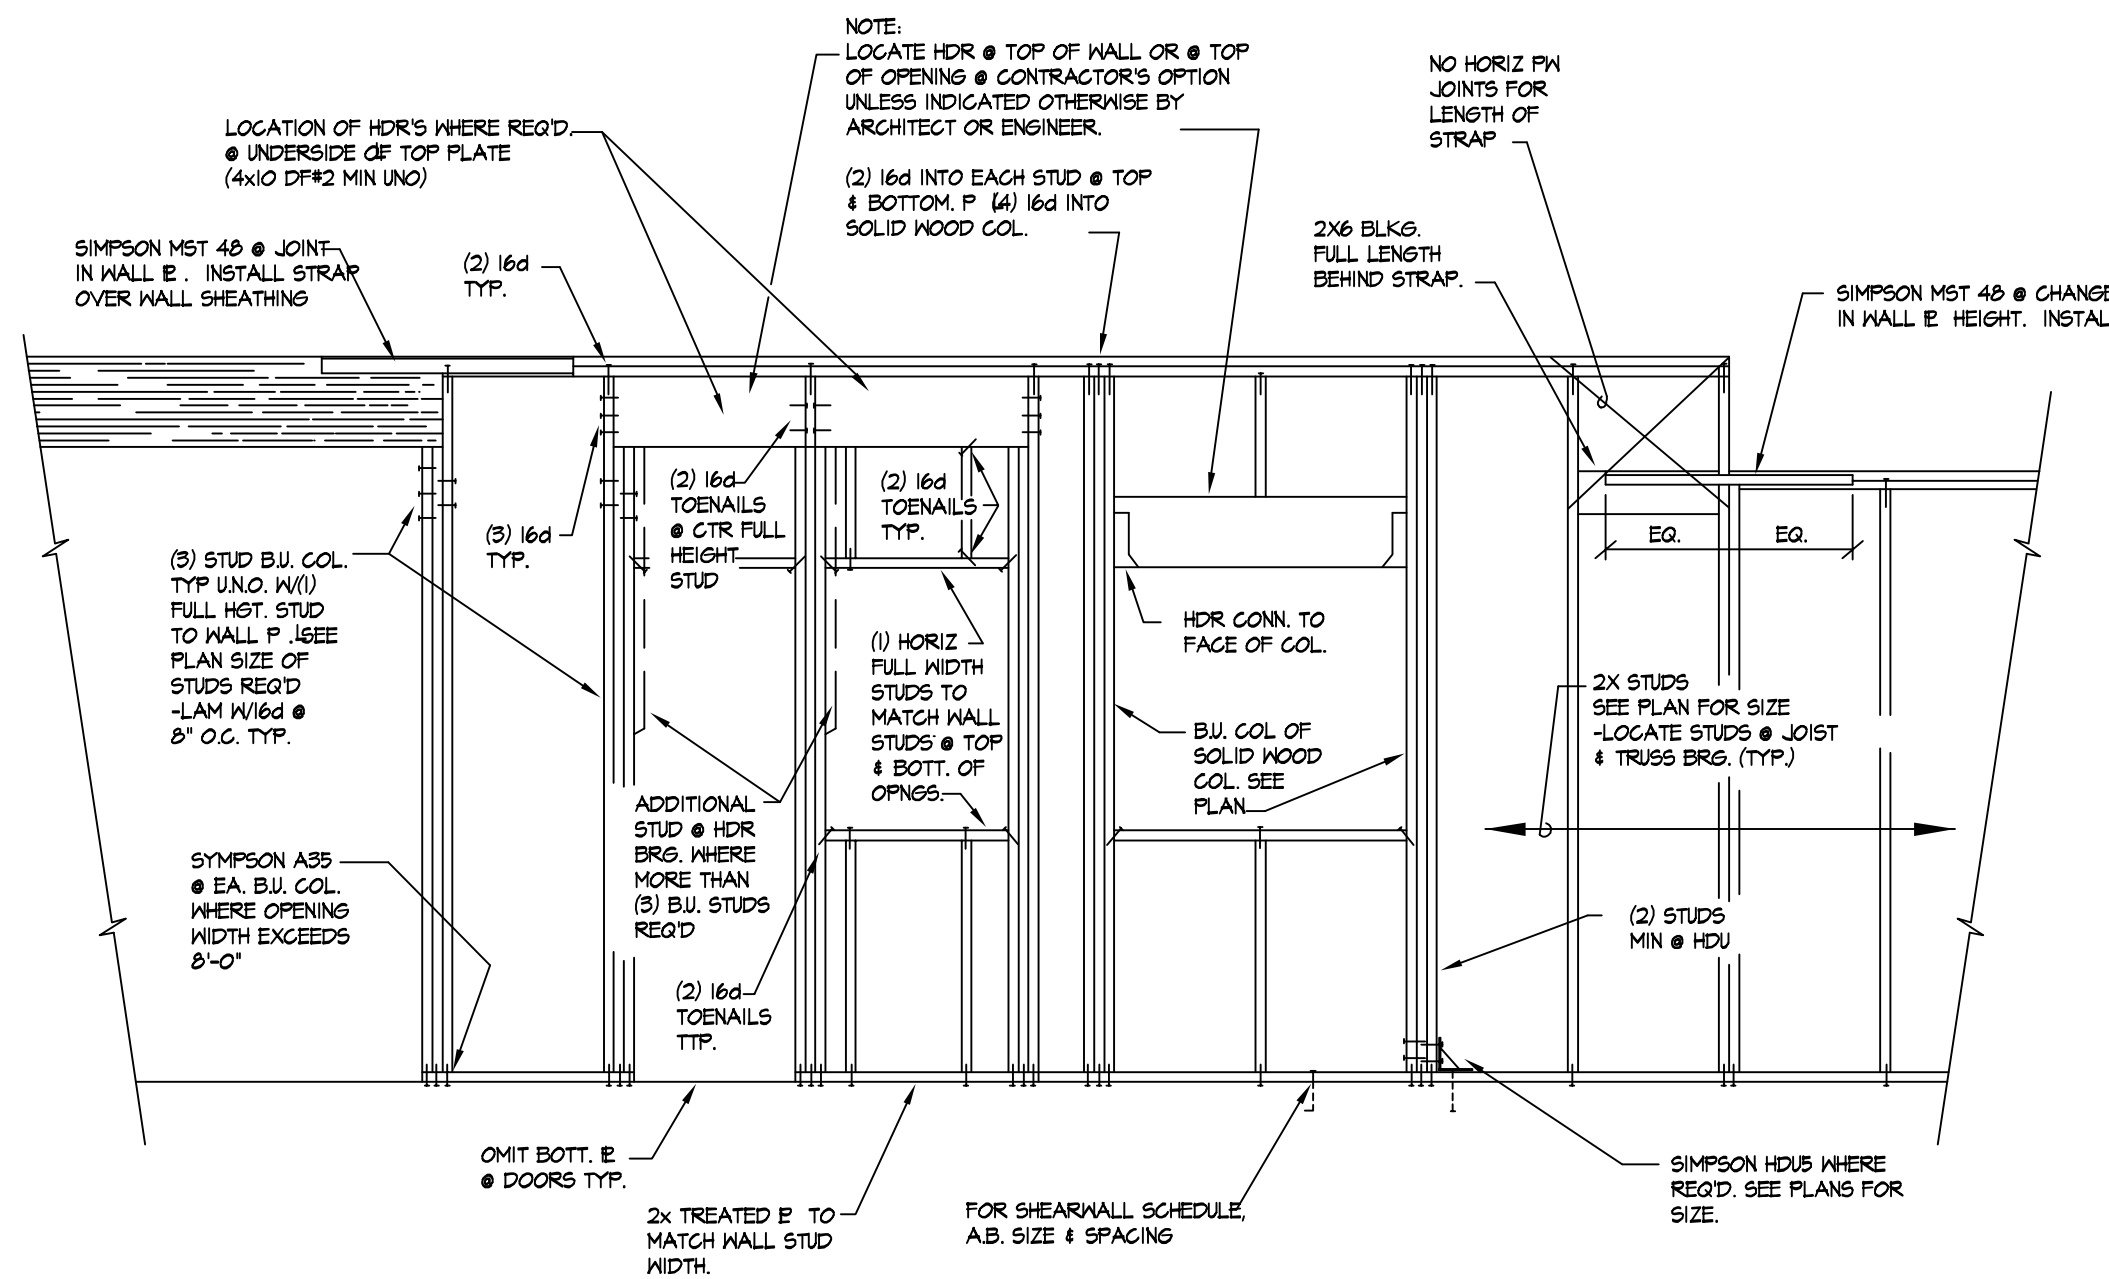 NOTE:
LOCATE HDR @ TOP OF WALL OR @ TOP
OF OPENING @ CONTRACTOR'S OPTION
UNLESS INDICATED OTHERWISE BY
ARCHITECT OR ENGINEER.
(2) 16d INTO EACH STUD @ TOP
& BOTTOM. P (4) 16d INTO
SOLID WOOD COL.
NO HORIZ PW
JOINTS FOR
LENGTH OF
STRAP
LOCATION OF HDR'S WHERE REQ'D.
@ UNDERSIDE OF TOP PLATE
(4x10 DF#2 MIN UNO)
SIMPSON MST 48 @ JOINT
IN WALL PL. INSTALL STRAP
OVER WALL SHEATHING
(2) 16d
TYP.
2X6 BLKG.
FULL LENGTH
BEHIND STRAP.
SIMPSON MST 48 @ CHANGE
IN WALL PL HEIGHT. INSTAL
(3) STUD B.U. COL.
TYP U.N.O. W/(1)
FULL HGT. STUD
TO WALL PL. SEE
PLAN SIZE OF
STUDS REQ'D
-LAM W/16d @
8" O.C. TYP.
(3) 16d
TYP.
(2) 16d
TOENAILS
@ CTR FULL
HEIGHT
STUD
(2) 16d
TOENAILS
TYP.
EQ.
EQ.
(1) HORIZ
FULL WIDTH
STUDS TO
MATCH WALL
STUDS @ TOP
& BOTT. OF
OPNGS.
HDR CONN. TO
FACE OF COL.
B.U. COL OF
SOLID WOOD
COL. SEE
PLAN
2X STUDS
SEE PLAN FOR SIZE
-LOCATE STUDS @ JOIST
& TRUSS BRG. (TYP.)
ADDITIONAL
STUD @ HDR
BRG. WHERE
MORE THAN
(3) B.U. STUDS
REQ'D
SYMPSON A35
@ EA. B.U. COL.
WHERE OPENING
WIDTH EXCEEDS
8'-0"
(2) STUDS
MIN @ HDU
(2) 16d
TOENAILS
TTP.
OMIT BOTT. PL
@ DOORS TYP.
2x TREATED PL TO
MATCH WALL STUD
WIDTH.
FOR SHEARWALL SCHEDULE,
A.B. SIZE & SPACING
SIMPSON HDU5 WHERE
REQ'D. SEE PLANS FOR
SIZE.